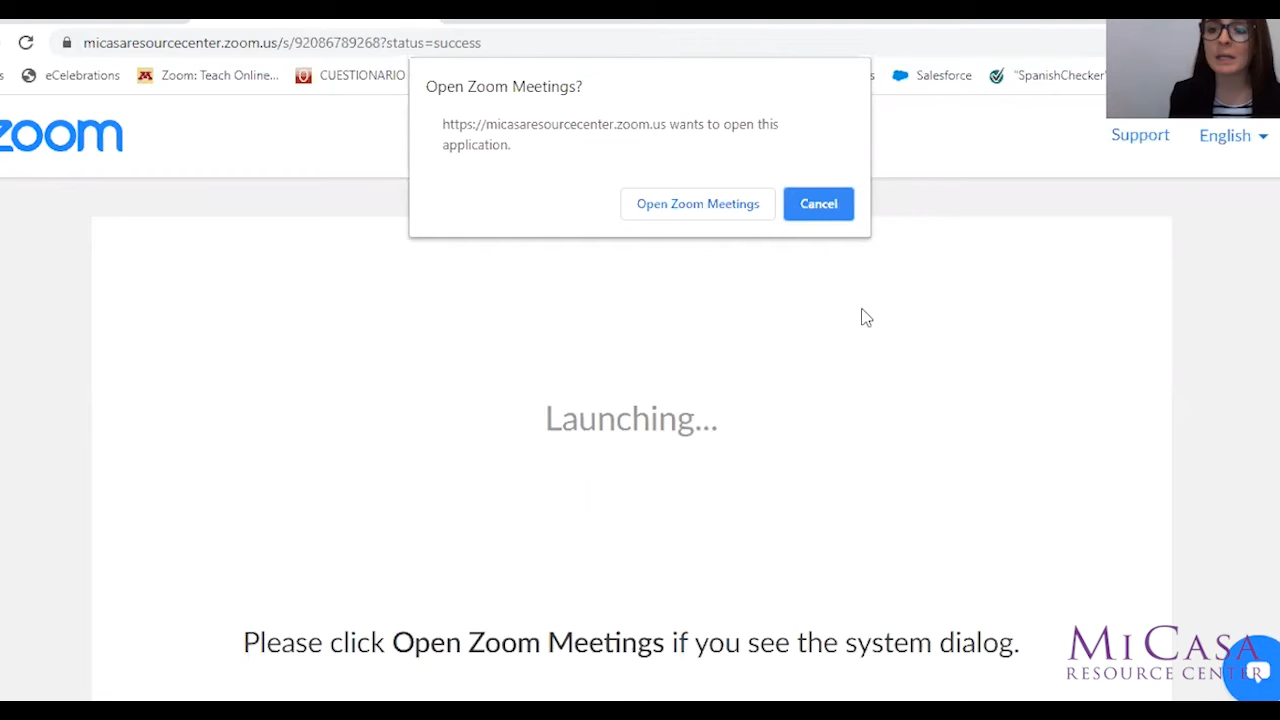 micasaresourcecenter.zoom.us/s/92086789268?status=success
s eCelebrations Zoom: Teach Online... CUESTIONARIO s Salesforce "SpanishChecker"
Open Zoom Meetings?
https://micasaresourcecenter.zoom.us wants to open this
application.
Open Zoom Meetings Cancel
zoom
Support English
Launching...
Please click Open Zoom Meetings if you see the system dialog.
MI CASA
RESOURCE CENTER